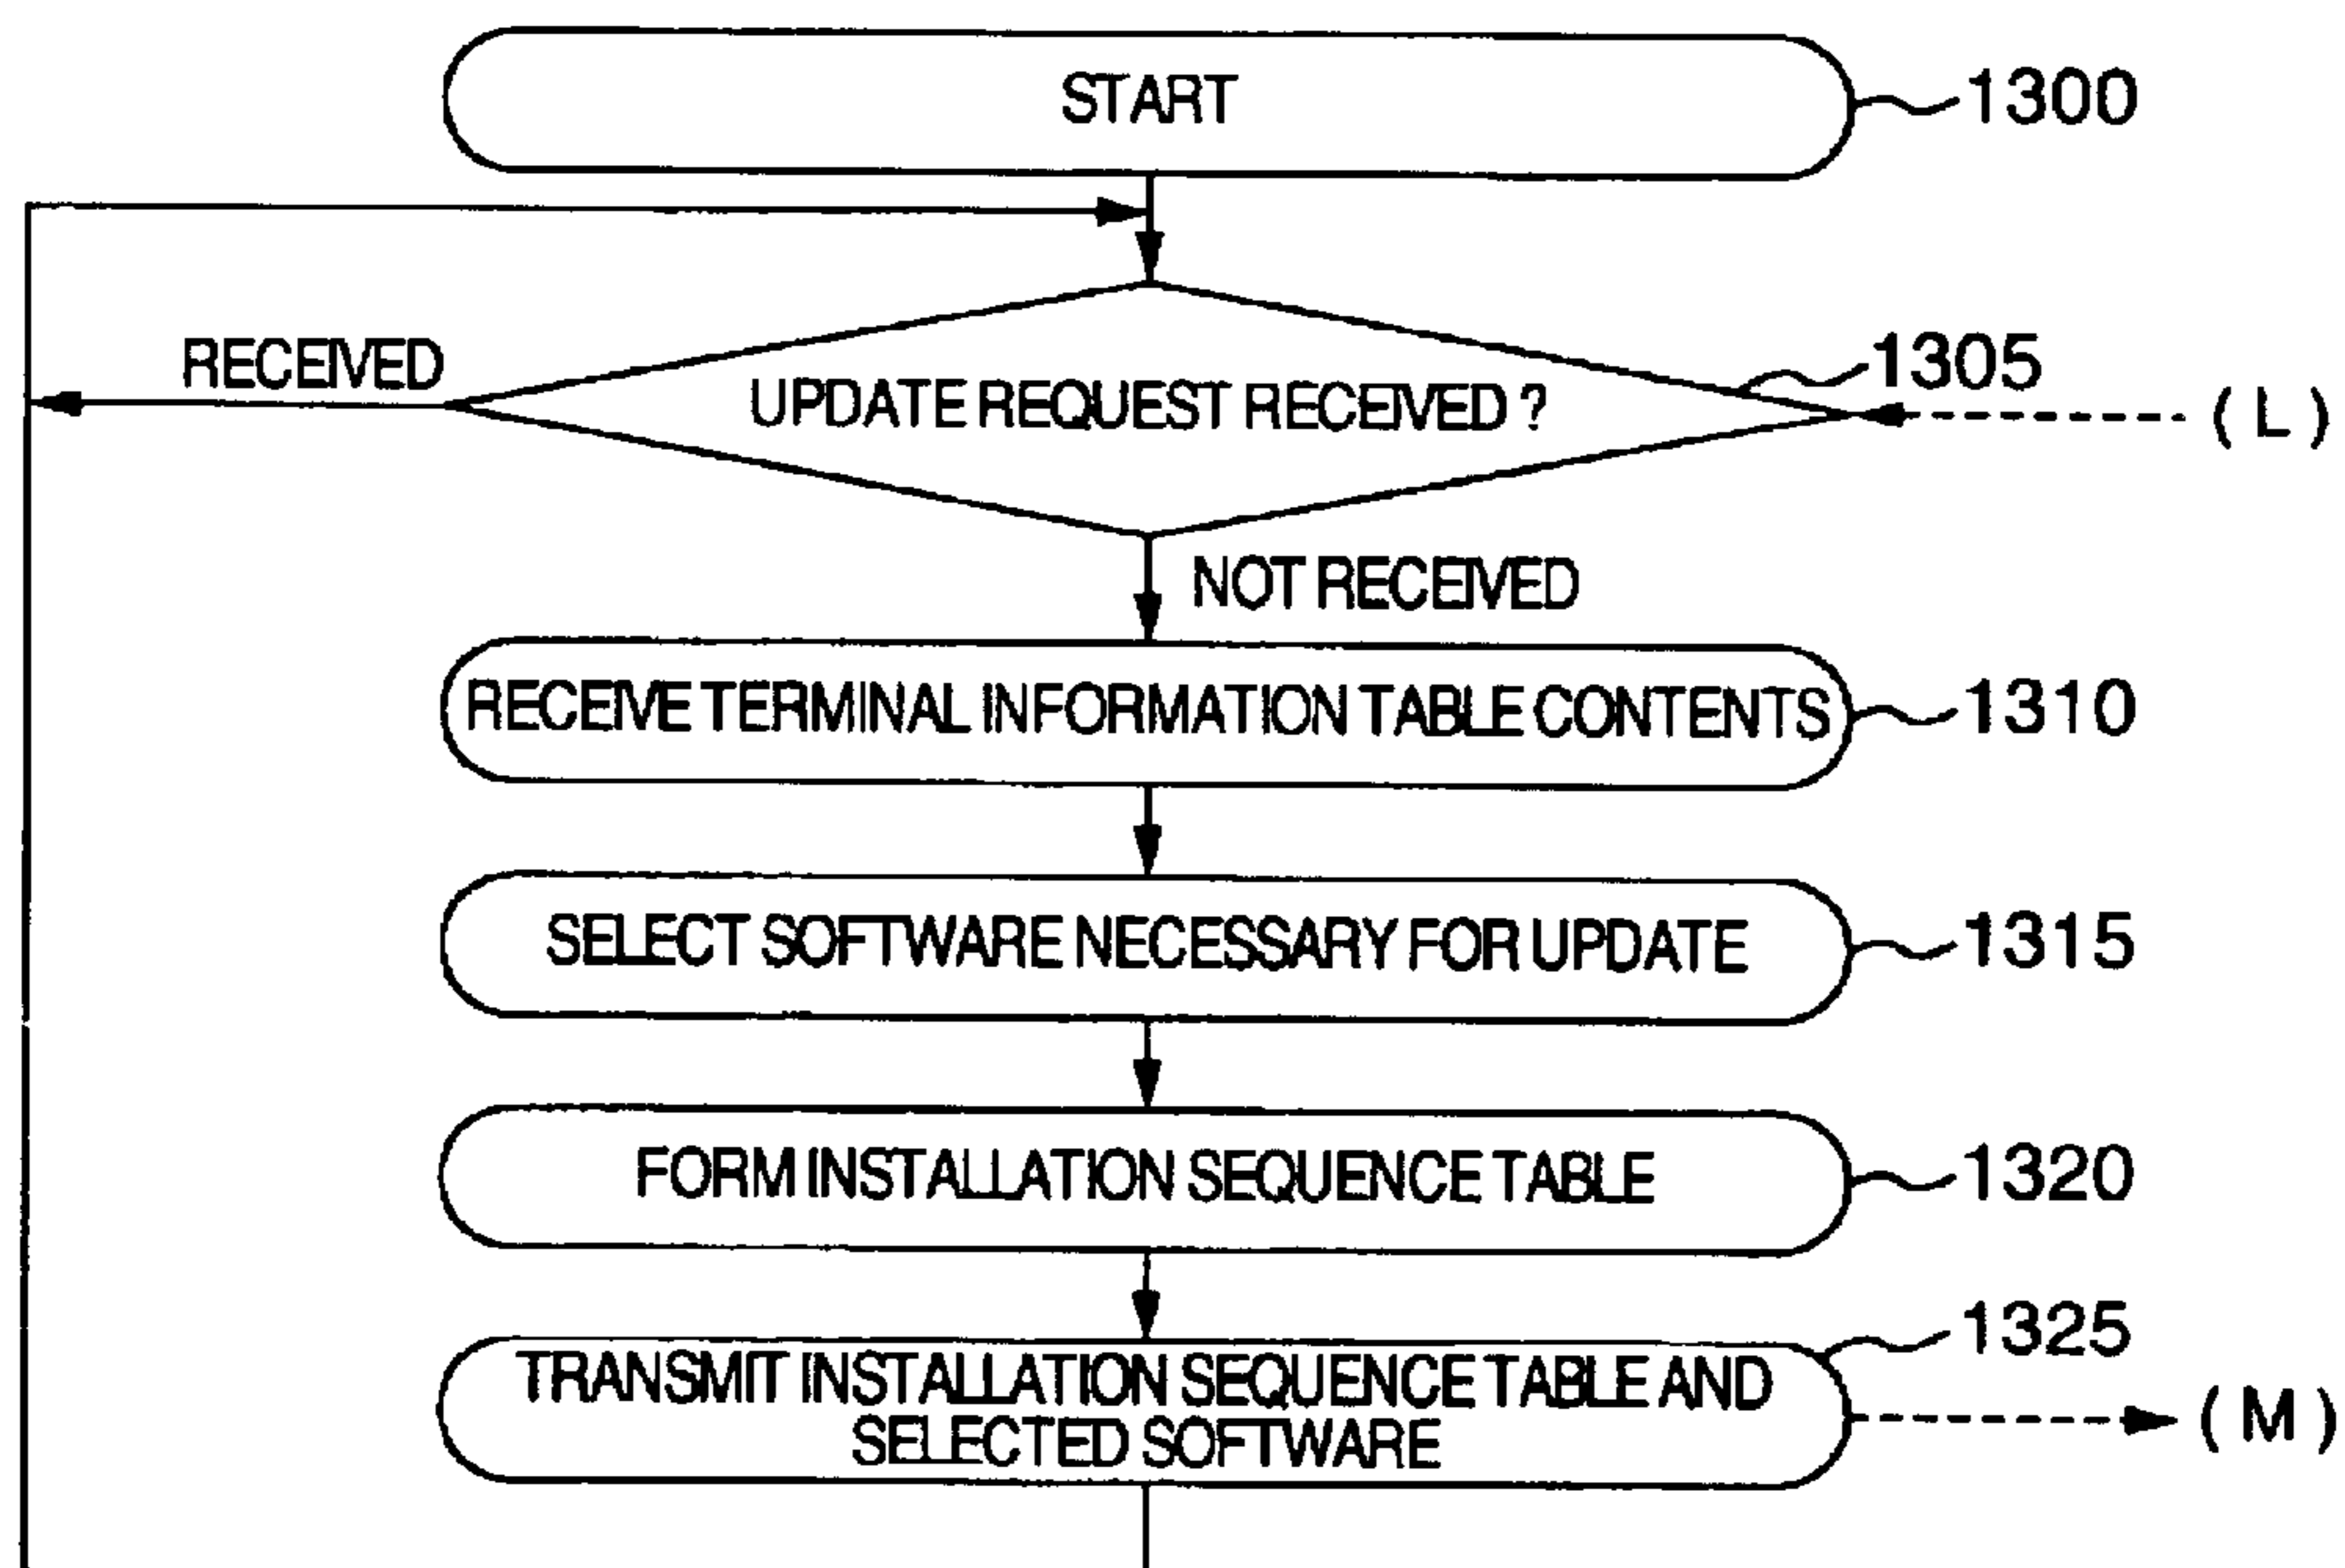 START
1300
RECEIVED
UPDATE REQUEST RECEIVED ?
1305
( L )
NOT RECEIVED
RECEIVE TERMINAL INFORMATION TABLE CONTENTS
1310
SELECT SOFTWARE NECESSARY FOR UPDATE
1315
FORM INSTALLATION SEQUENCE TABLE
1320
TRANSMIT INSTALLATION SEQUENCE TABLE AND
SELECTED SOFTWARE
1325
( M )